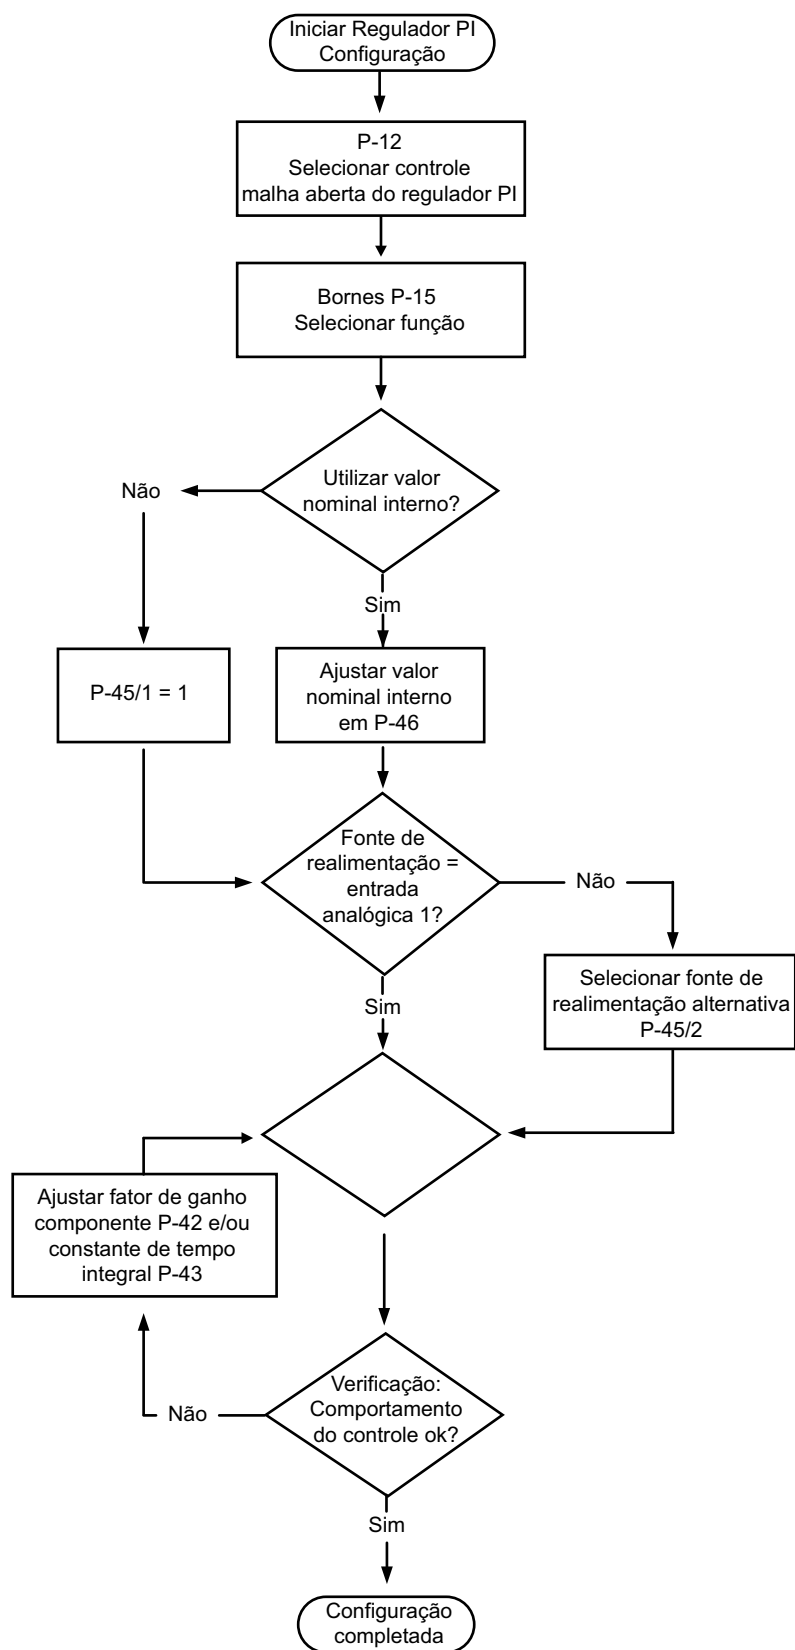 Iniciar Regulador PI
Configuração
P-12
Selecionar controle
malha aberta do regulador PI
Bornes P-15
Selecionar função
Utilizar valor
nominal interno?
Não
Sim
P-45/1 = 1
Ajustar valor
nominal interno
em P-46
Fonte de
realimentação =
entrada
analógica 1?
Não
Sim
Selecionar fonte de
realimentação alternativa
P-45/2
Ajustar fator de ganho
componente P-42 e/ou
constante de tempo
integral P-43
Verificação:
Comportamento
do controle ok?
Não
Sim
Configuração
completada